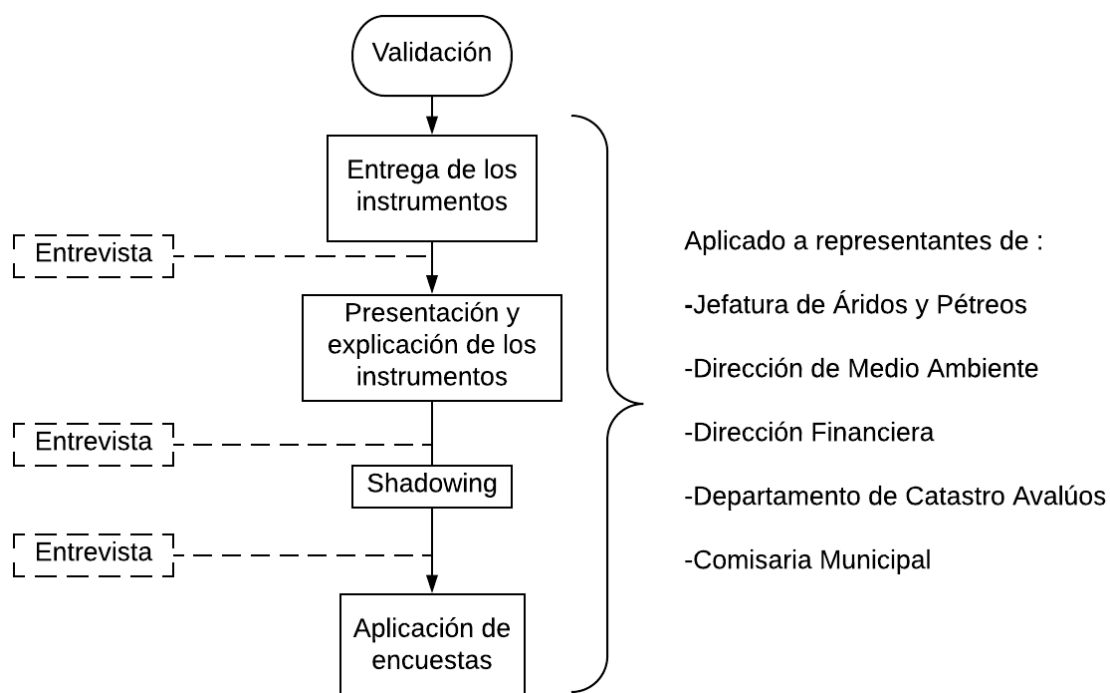 Validación
Entrega de los
instrumentos
Entrevista
Presentación y
explicación de los
instrumentos
Entrevista
Shadowing
Entrevista
Aplicación de
encuestas
Aplicado a representantes de :
-Jefatura de Áridos y Pétreos
-Dirección de Medio Ambiente
-Dirección Financiera
-Departamento de Catastro Avalúos
-Comisaria Municipal